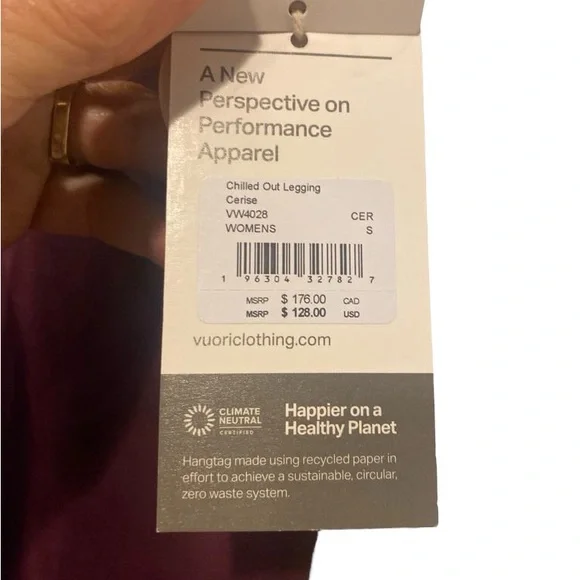 A New
Perspective on
Performance
Apparel
Chilled Out Legging
Cerise
VW4028 CER
WOMENS S
1 96304 32782 7
MSRP $ 176.00 CAD
MSRP $ 128.00 USD
vuoriclothing.com
CLIMATE
NEUTRAL
CERTIFIED
Happier on a
Healthy Planet
Hangtag made using recycled paper in
effort to achieve a sustainable, circular,
zero waste system.